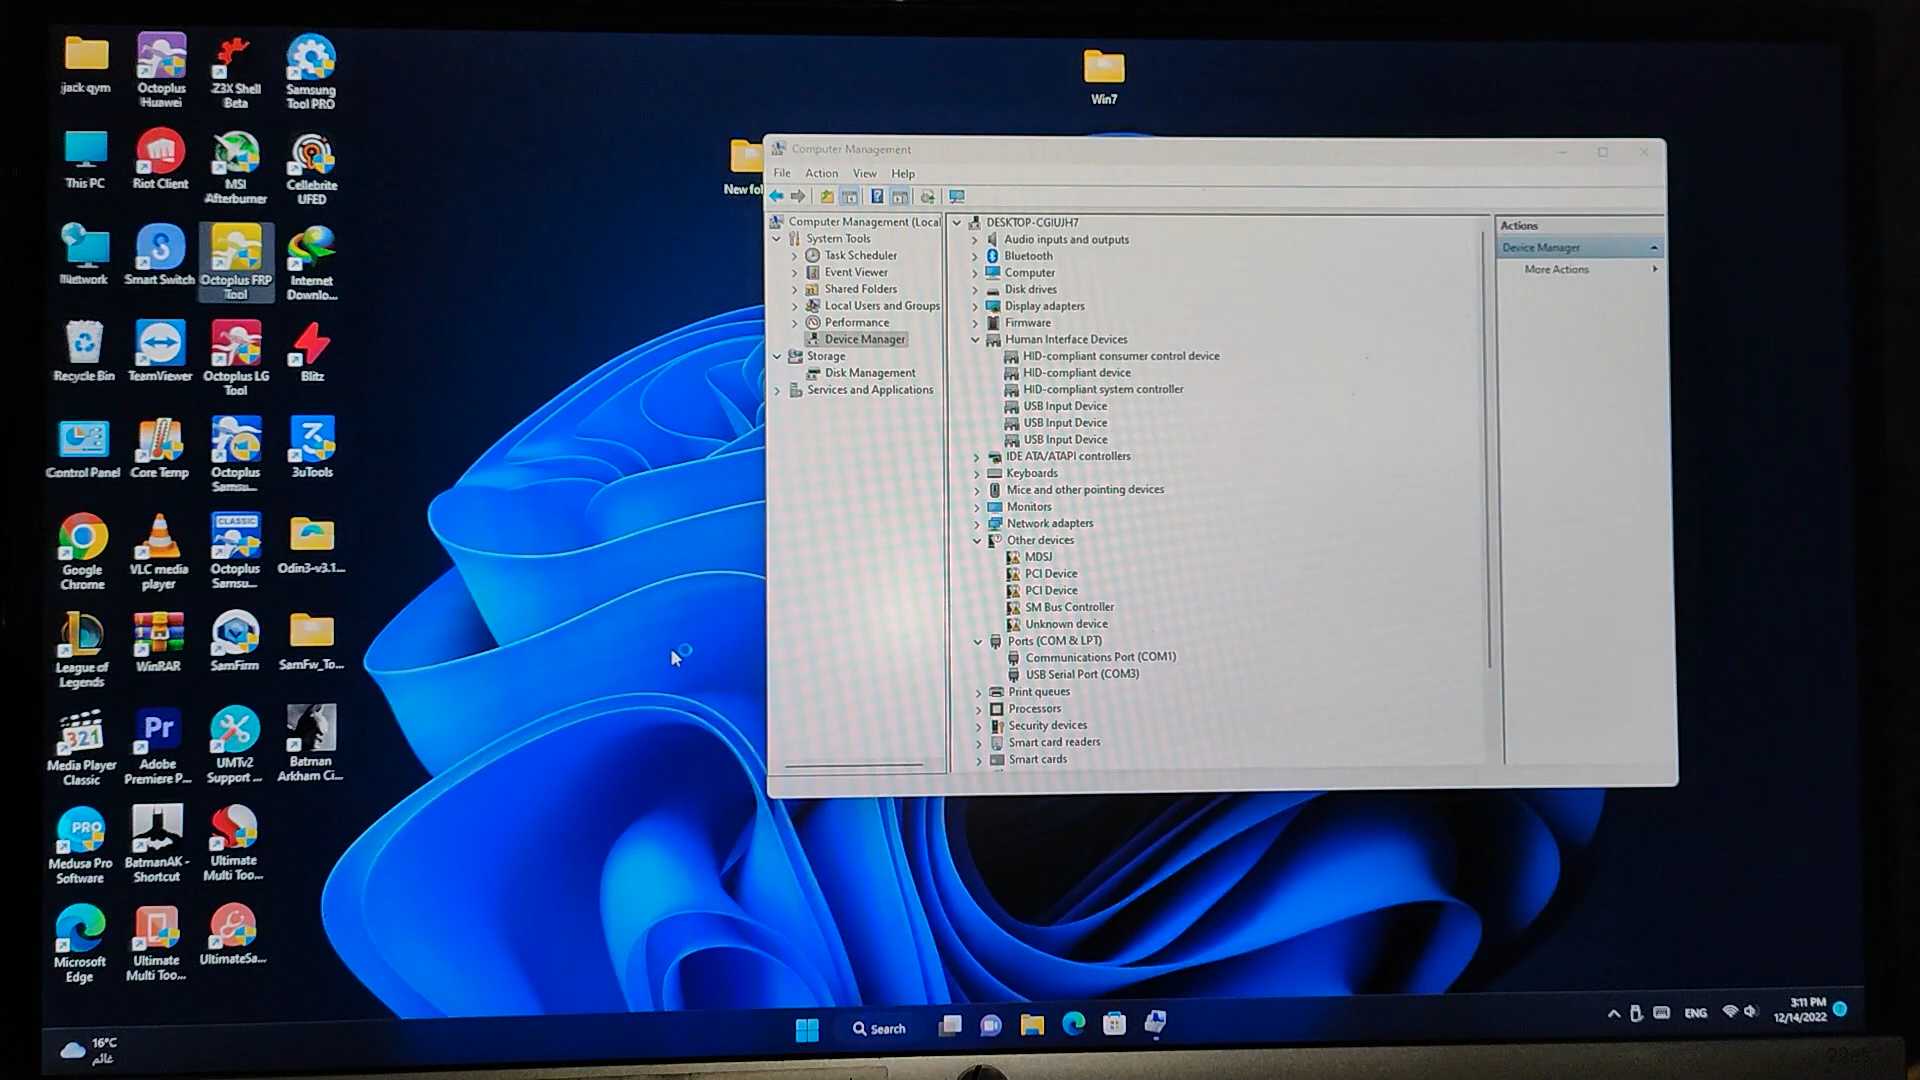 jack qym
Octoplus
Huawei
Z3X Shell
Beta
Samsung
Tool PRO
This PC
Riot Client
MSI
Afterburner
Cellebrite
UFED
Network
Smart Switch
Octoplus FRP
Tool
Internet
Downlo...
Recycle Bin
TeamViewer
Octoplus LG
Tool
Blitz
Control Panel
Core Temp
Octoplus
Samsu...
3uTools
Google
Chrome
VLC media
player
CLASSIC
Octoplus
Samsu...
Odin3-v3.1...
League of
Legends
WinRAR
SamFirm
SamFw_To...
321
Media Player
Classic
Pr
Adobe
Premiere P...
UMTv2
Support ...
Batman
Arkham Ci...
PRO
Medusa Pro
Software
BatmanAK -
Shortcut
Ultimate
Multi Too...
Microsoft
Edge
Ultimate
Multi Too...
UltimateSa...
Win7
New fol
Computer Management
File Action View Help
Computer Management (Local
System Tools
Task Scheduler
Event Viewer
Shared Folders
Local Users and Groups
Performance
Device Manager
Storage
Disk Management
Services and Applications
DESKTOP-CGIUJH7
Audio inputs and outputs
Bluetooth
Computer
Disk drives
Display adapters
Firmware
Human Interface Devices
HID-compliant consumer control device
HID-compliant device
HID-compliant system controller
USB Input Device
USB Input Device
USB Input Device
IDE ATA/ATAPI controllers
Keyboards
Mice and other pointing devices
Monitors
Network adapters
Other devices
MDSJ
PCI Device
PCI Device
SM Bus Controller
Unknown device
Ports (COM & LPT)
Communications Port (COM1)
USB Serial Port (COM3)
Print queues
Processors
Security devices
Smart card readers
Smart cards
Actions
Device Manager
More Actions
16°C
غائم
Search
ENG
3:11 PM
12/14/2022